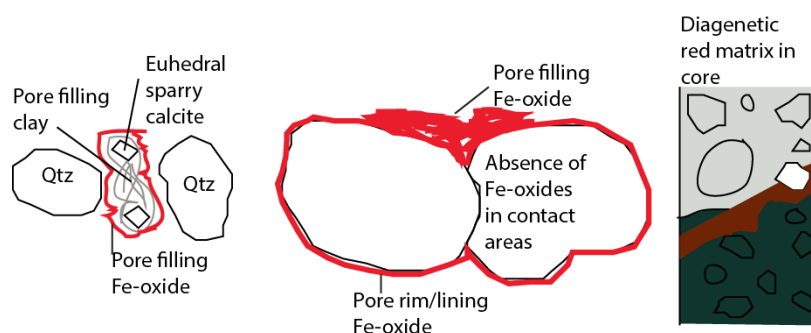 Euhedral
sparry
calcite
Pore filling
clay
Qtz
Qtz
Pore filling
Fe-oxide
Pore filling
Fe-oxide
Absence of
Fe-oxides
in contact
areas
Pore rim/lining
Fe-oxide
Diagenetic
red matrix in
core